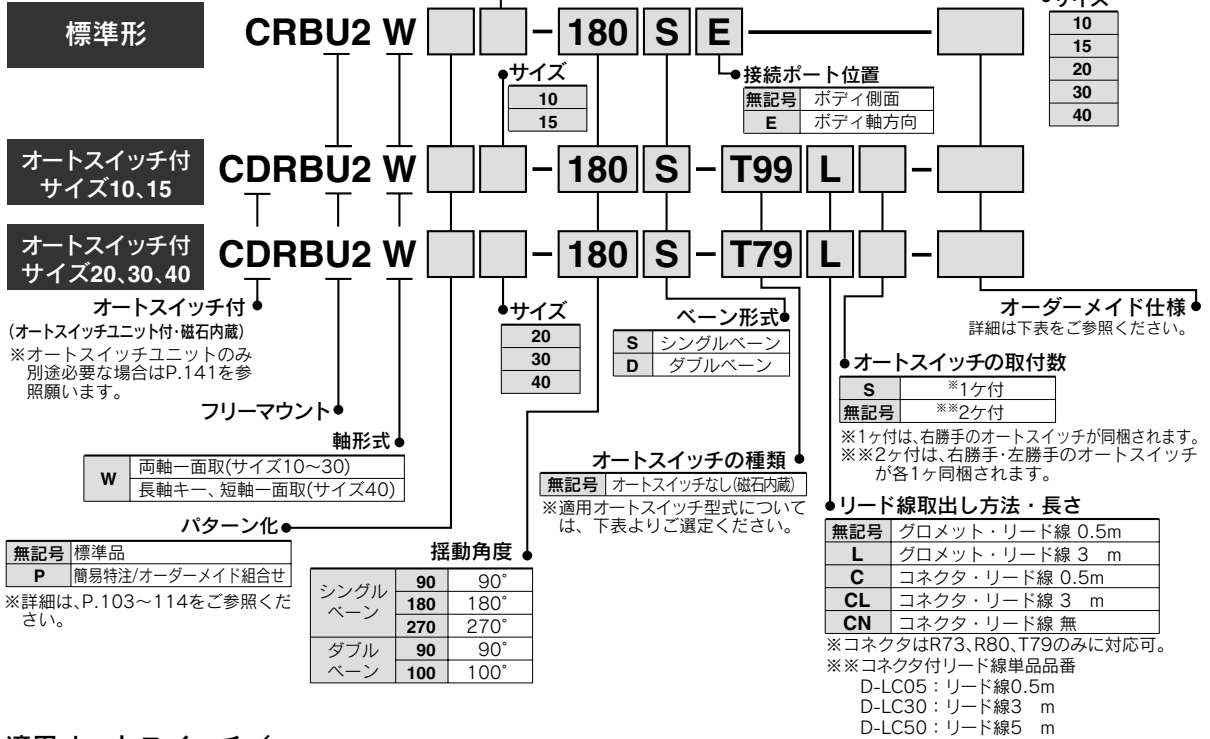 サイズ
10
15
20
30
40
標準形
CRBU2 W - 180 S E
サイズ
10
15
接続ポート位置
無記号 ボディ側面
E ボディ軸方向
オートスイッチ付
サイズ10、15
CDRBU2 W - 180 S - T99 L -
オートスイッチ付
サイズ20、30、40
CDRBU2 W - 180 S - T79 L -
オートスイッチ付
(オートスイッチユニット付・磁石内蔵)
※オートスイッチユニットのみ
別途必要な場合はP.141を参
照願います。
フリーマウント
軸形式
W 両軸一面取(サイズ10～30)
長軸キー、短軸一面取(サイズ40)
パターン化
無記号 標準品
P 簡易特注/オーダーメイド組合せ
※詳細は、P.103～114をご参照くだ
さい。
サイズ
20
30
40
揺動角度
シングル
ベーン
90 90°
180 180°
270 270°
ダブル
ベーン
90 90°
100 100°
ベーン形式
S シングルベーン
D ダブルベーン
オートスイッチの種類
無記号 オートスイッチなし(磁石内蔵)
※適用オートスイッチ型式について
は、下表よりご選定ください。
オーダーメイド仕様
詳細は下表をご参照ください。
オートスイッチの取付数
S ※1ケ付
無記号 ※※2ケ付
※1ヶ付は、右勝手のオートスイッチが同梱されます。
※※2ヶ付は、右勝手・左勝手のオートスイッチ
が各1ヶ同梱されます。
リード線取出し方法・長さ
無記号 グロメット・リード線 0.5m
L グロメット・リード線 3 m
C コネクタ・リード線 0.5m
CL コネクタ・リード線 3 m
CN コネクタ・リード線 無
※コネクタはR73、R80、T79のみに対応可。
※※コネクタ付リード線単品品番
D-LC05：リード線0.5m
D-LC30：リード線3 m
D-LC50：リード線5 m